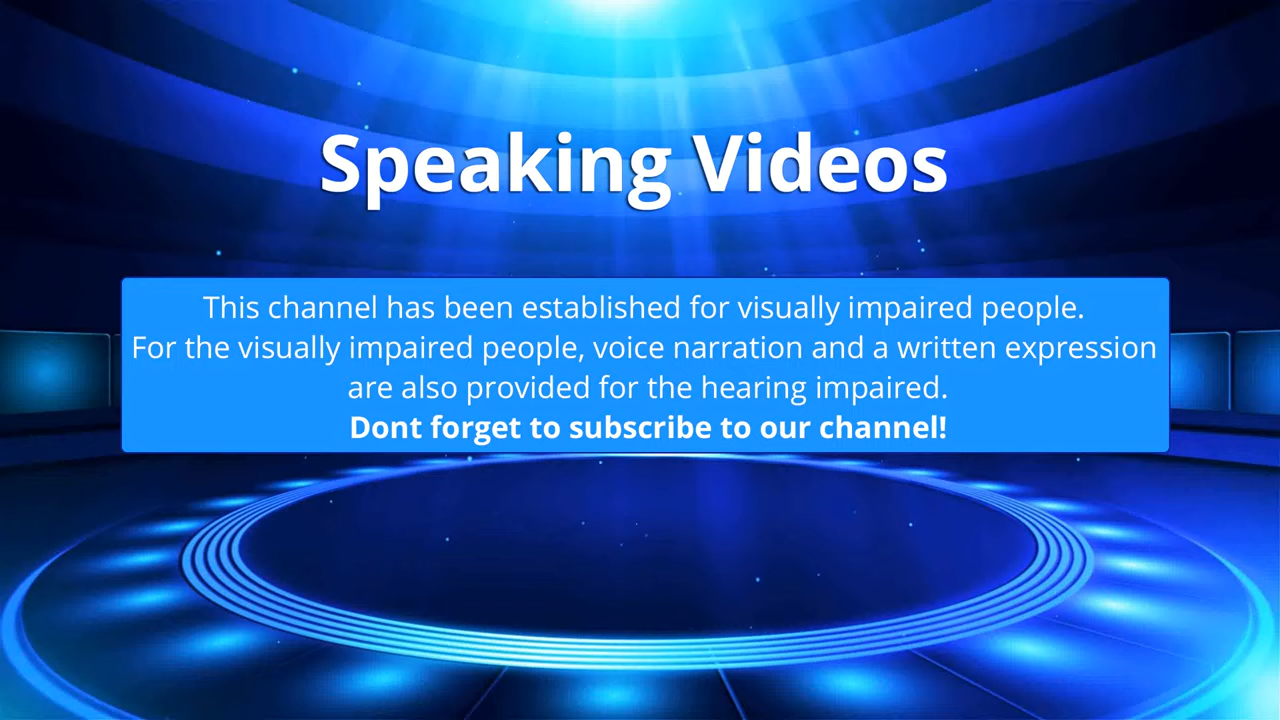 Speaking Videos
This channel has been established for visually impaired people.
For the visually impaired people, voice narration and a written expression
are also provided for the hearing impaired.
Dont forget to subscribe to our channel!